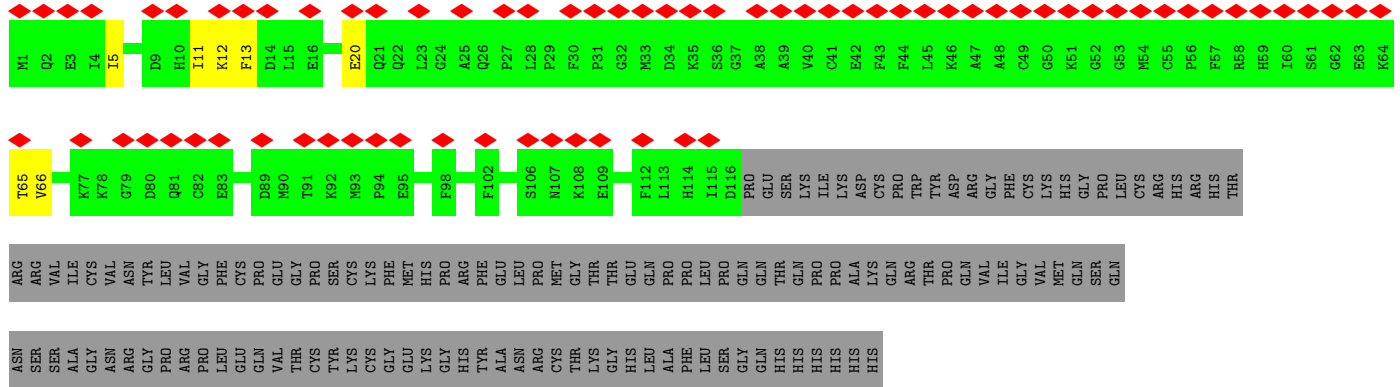 M1 Q2 E3 I4 I5 D9 H10 I11 K12 F13 D14 L15 E16 E20 Q21 Q22 L23 G24 A25 Q26 P27 L28 P29 F30 P31 G32 M33 D34 K35 S36 G37 A38 A39 V40 C41 E42 F43 F44 L45 K46 A47 A48 C49 G50 K51 G52 G53 M54 C55 P56 F57 R58 H59 I60 S61 G62 E63 K64
T65 V66 K77 K78 G79 D80 Q81 C82 E83 D89 M90 T91 K92 M93 P94 E95 F98 F102 S106 N107 K108 E109 F112 L113 H114 I115 D116 PRO GLU SER LYS ILE LYS ASP CYS PRO TRP TYR ASP ARG GLY PHE CYS LYS HIS GLY PRO LEU CYS ARG HIS ARG HIS THR
ARG ARG VAL ILE CYS VAL ASN TYR LEU VAL GLY PHE CYS PRO GLU GLY PRO SER CYS LYS PHE MET HIS PRO ARG PHE GLU LEU PRO MET GLY THR THR GLU GLN PRO PRO LEU PRO GLN GLN THR GLN PRO PRO ALA LYS GLN ARG THR PRO GLN VAL ILE GLY VAL MET GLN SER GLN
ASN SER SER ALA GLY ASN ARG GLY PRO ARG PRO LEU GLU GLN VAL THR CYS TYR LYS CYS GLY GLU LYS GLY HIS TYR ALA ASN ARG CYS THR LYS GLY HIS LEU ALA PHE LEU SER GLY GLN HIS HIS HIS HIS HIS HIS